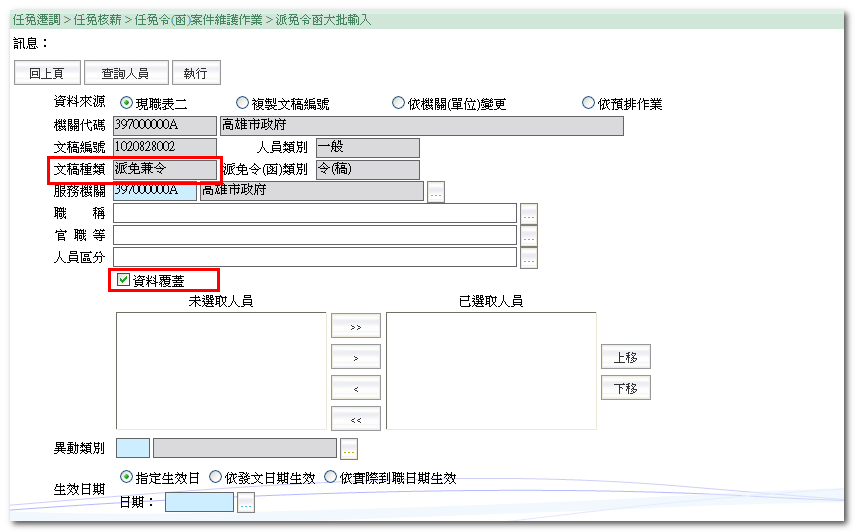 任免遷調 > 任免核薪 > 任免令(函)案件維護作業 > 派免令函大批輸入
訊息：
回上頁 查詢人員 執行
資料來源 現職表二 複製文稿編號 依機關(單位)變更 依預排作業
機關代碼 397000000A 高雄市政府
文稿編號 1020828002 人員類別 一般
文稿種類 派免兼令 派免令(函)類別 令(稿)
服務機關 397000000A 高雄市政府 ...
職 稱 ...
官 職 等 ...
人員區分 ...
資料覆蓋
未選取人員 已選取人員
>>
>
<
<<
上移
下移
異動類別 ...
生效日期 指定生效日 依發文日期生效 依實際到職日期生效
日期： ...